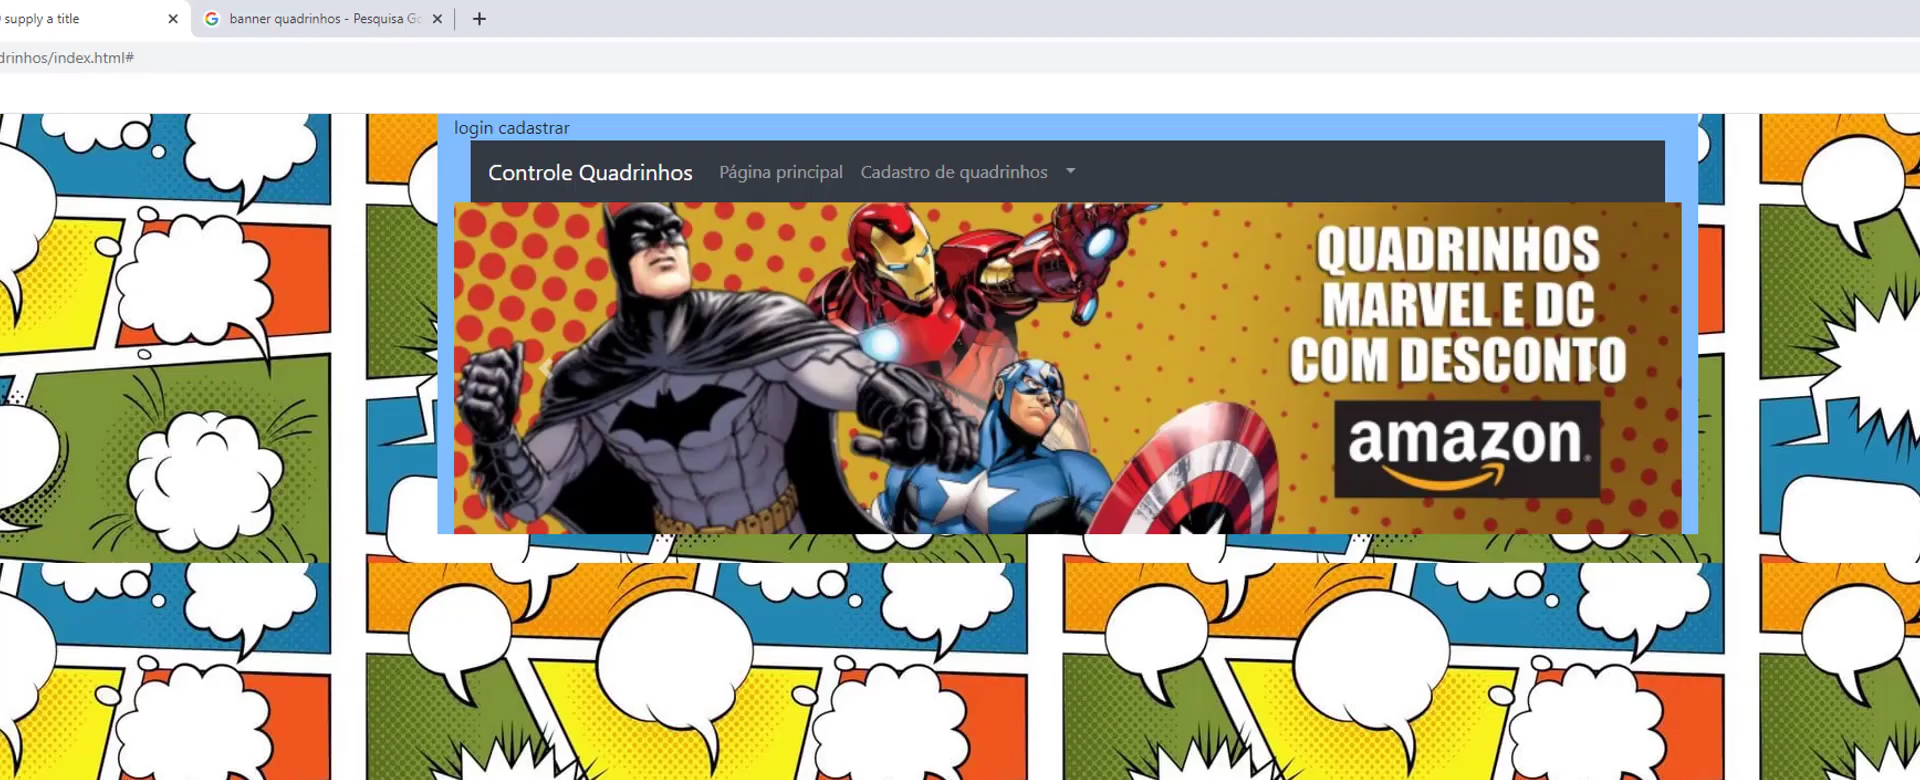 supply a title
banner quadrinhos - Pesquisa Go
drinhos/index.html#
login cadastrar
Controle Quadrinhos Página principal Cadastro de quadrinhos
QUADRINHOS
MARVEL E DC
COM DESCONTO
amazon